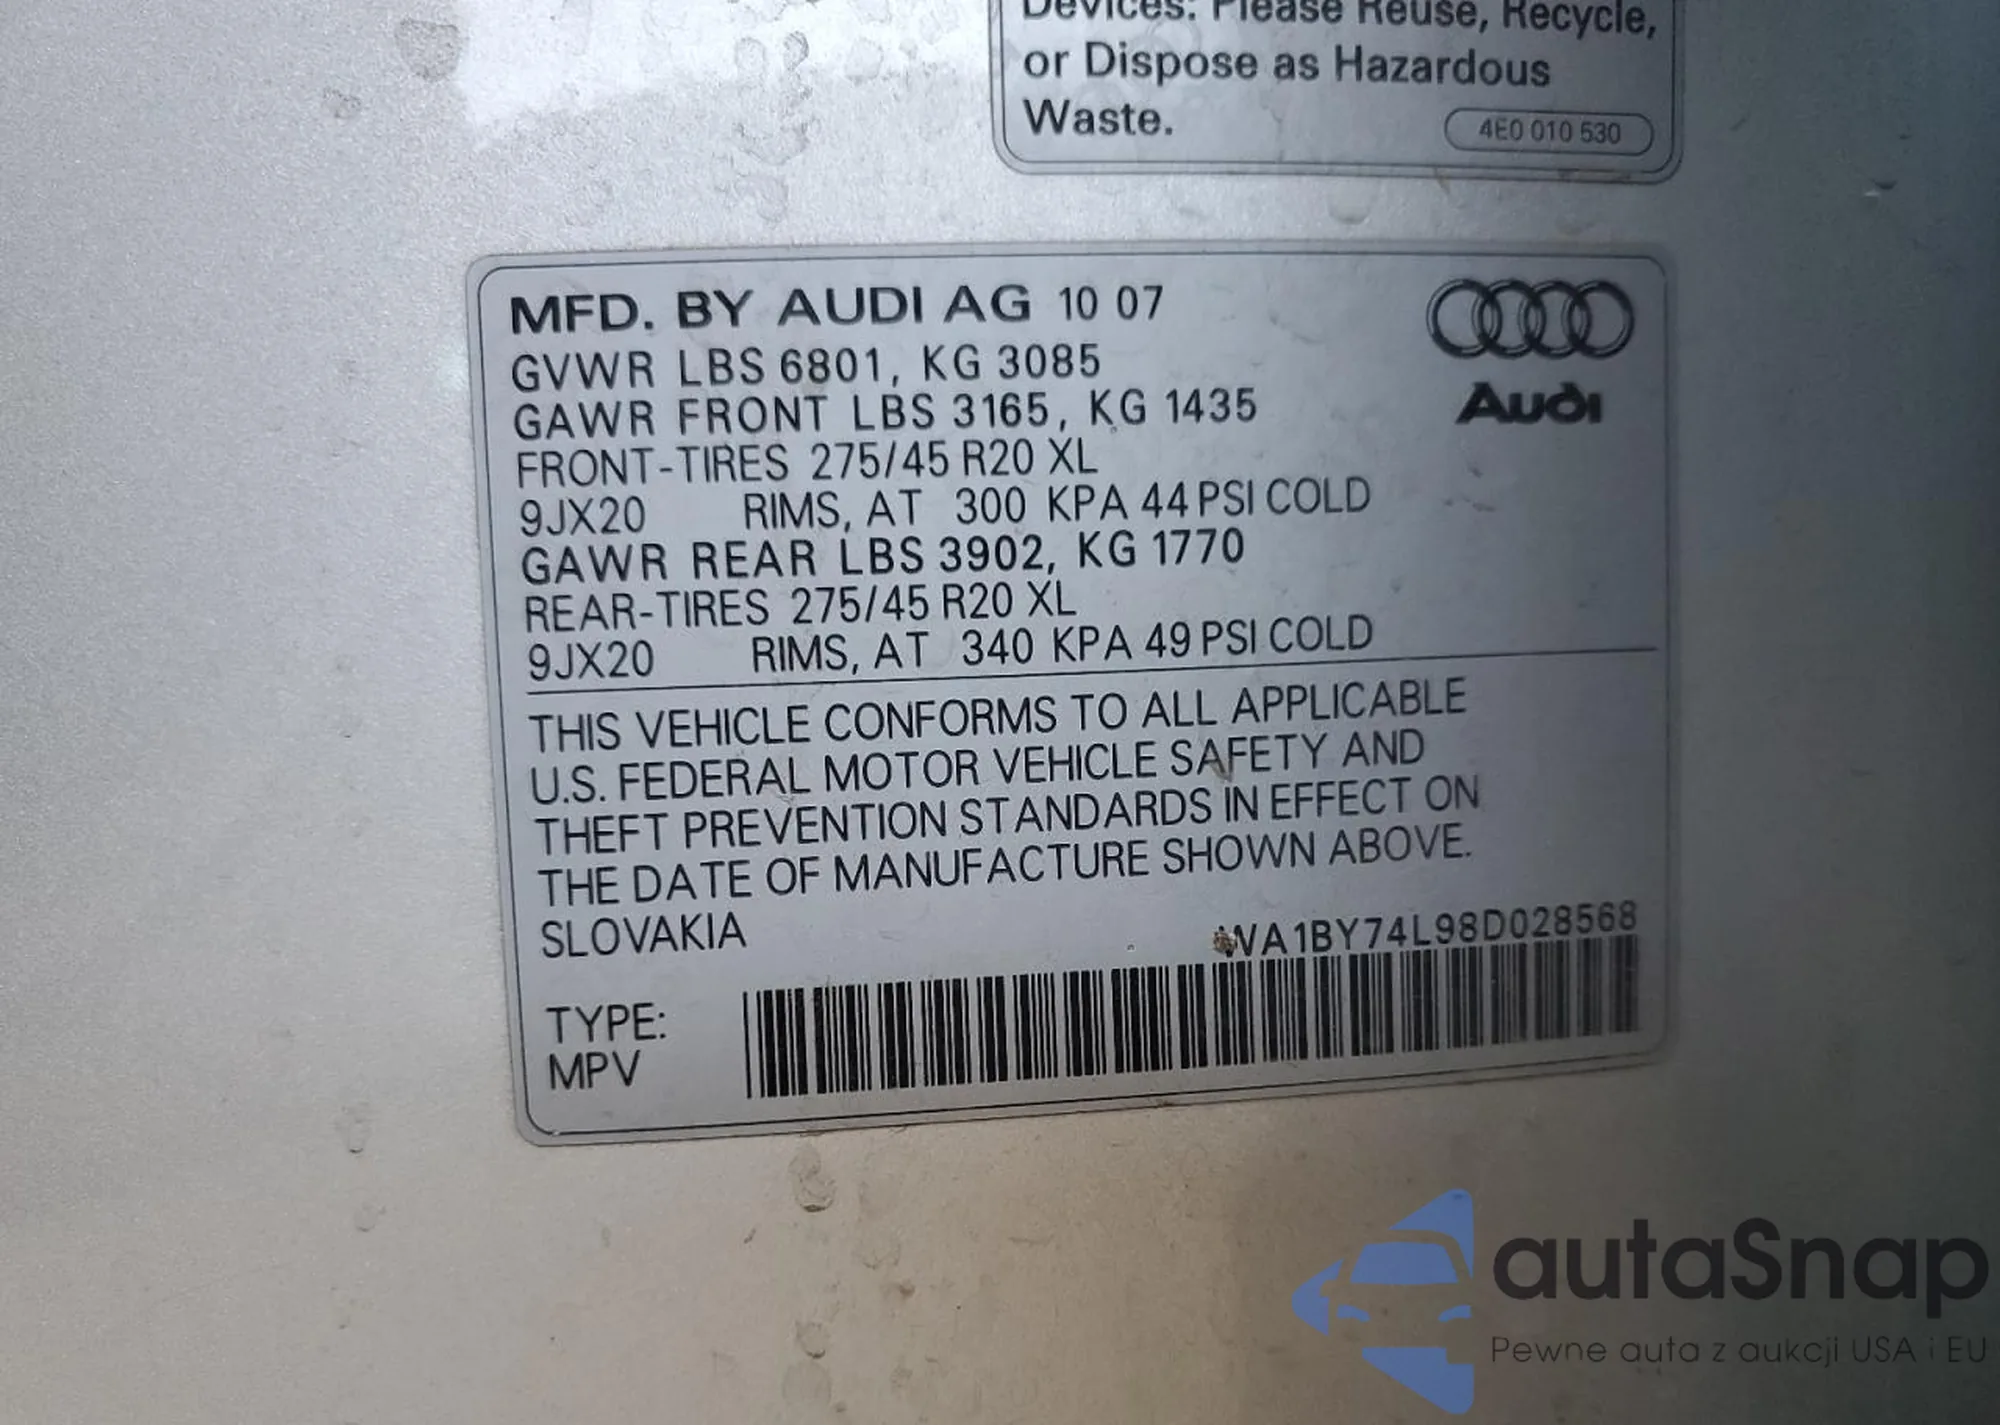 Devices: Please Reuse, Recycle,
or Dispose as Hazardous
Waste.
4E0 010 530
MFD. BY AUDI AG 10 07
GVWR LBS 6801, KG 3085
GAWR FRONT LBS 3165, KG 1435
FRONT-TIRES 275/45 R20 XL
9JX20 RIMS, AT 300 KPA 44 PSI COLD
GAWR REAR LBS 3902, KG 1770
REAR-TIRES 275/45 R20 XL
9JX20 RIMS, AT 340 KPA 49 PSI COLD
Audi
THIS VEHICLE CONFORMS TO ALL APPLICABLE
U.S. FEDERAL MOTOR VEHICLE SAFETY AND
THEFT PREVENTION STANDARDS IN EFFECT ON
THE DATE OF MANUFACTURE SHOWN ABOVE.
SLOVAKIA
WA1BY74L98D028568
TYPE:
MPV
autaSnap
Pewne auta z aukcji USA i EU